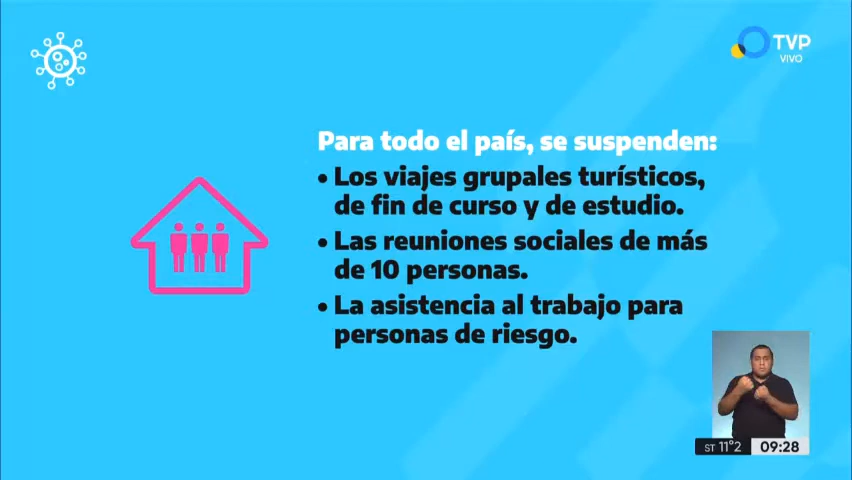 TVP
VIVO
Para todo el país, se suspenden:
• Los viajes grupales turísticos,
de fin de curso y de estudio.
• Las reuniones sociales de más
de 10 personas.
• La asistencia al trabajo para
personas de riesgo.
ST 11°2 09:28